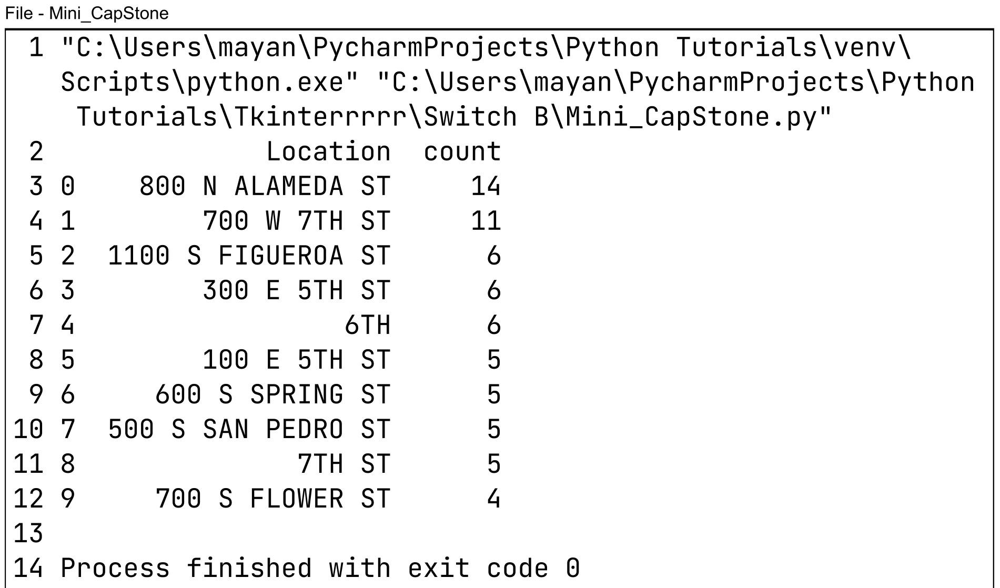 File - Mini_CapStone
1 "C:\Users\mayan\PycharmProjects\Python Tutorials\venv\
Scripts\python.exe" "C:\Users\mayan\PycharmProjects\Python
Tutorials\Tkinterrrrr\Switch B\Mini_CapStone.py"
2 Location count
3 0 800 N ALAMEDA ST 14
4 1 700 W 7TH ST 11
5 2 1100 S FIGUEROA ST 6
6 3 300 E 5TH ST 6
7 4 6TH 6
8 5 100 E 5TH ST 5
9 6 600 S SPRING ST 5
10 7 500 S SAN PEDRO ST 5
11 8 7TH ST 5
12 9 700 S FLOWER ST 4
13
14 Process finished with exit code 0